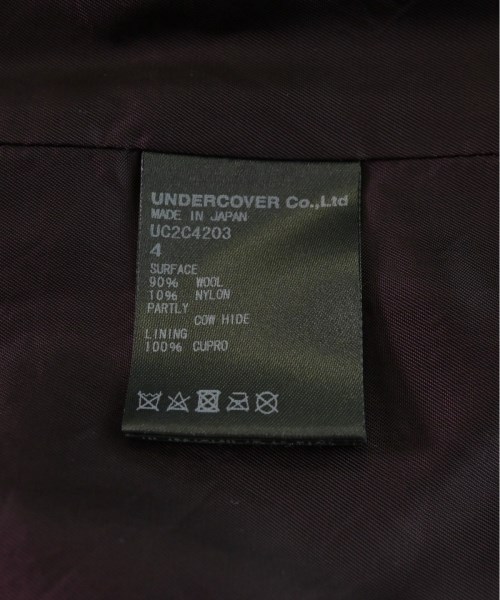 UNDERCOVER Co.,Ltd
MADE IN JAPAN
UC2C4203
4
SURFACE
90% WOOL
10% NYLON
PARTLY
COW HIDE
LINING
100% CUPRO